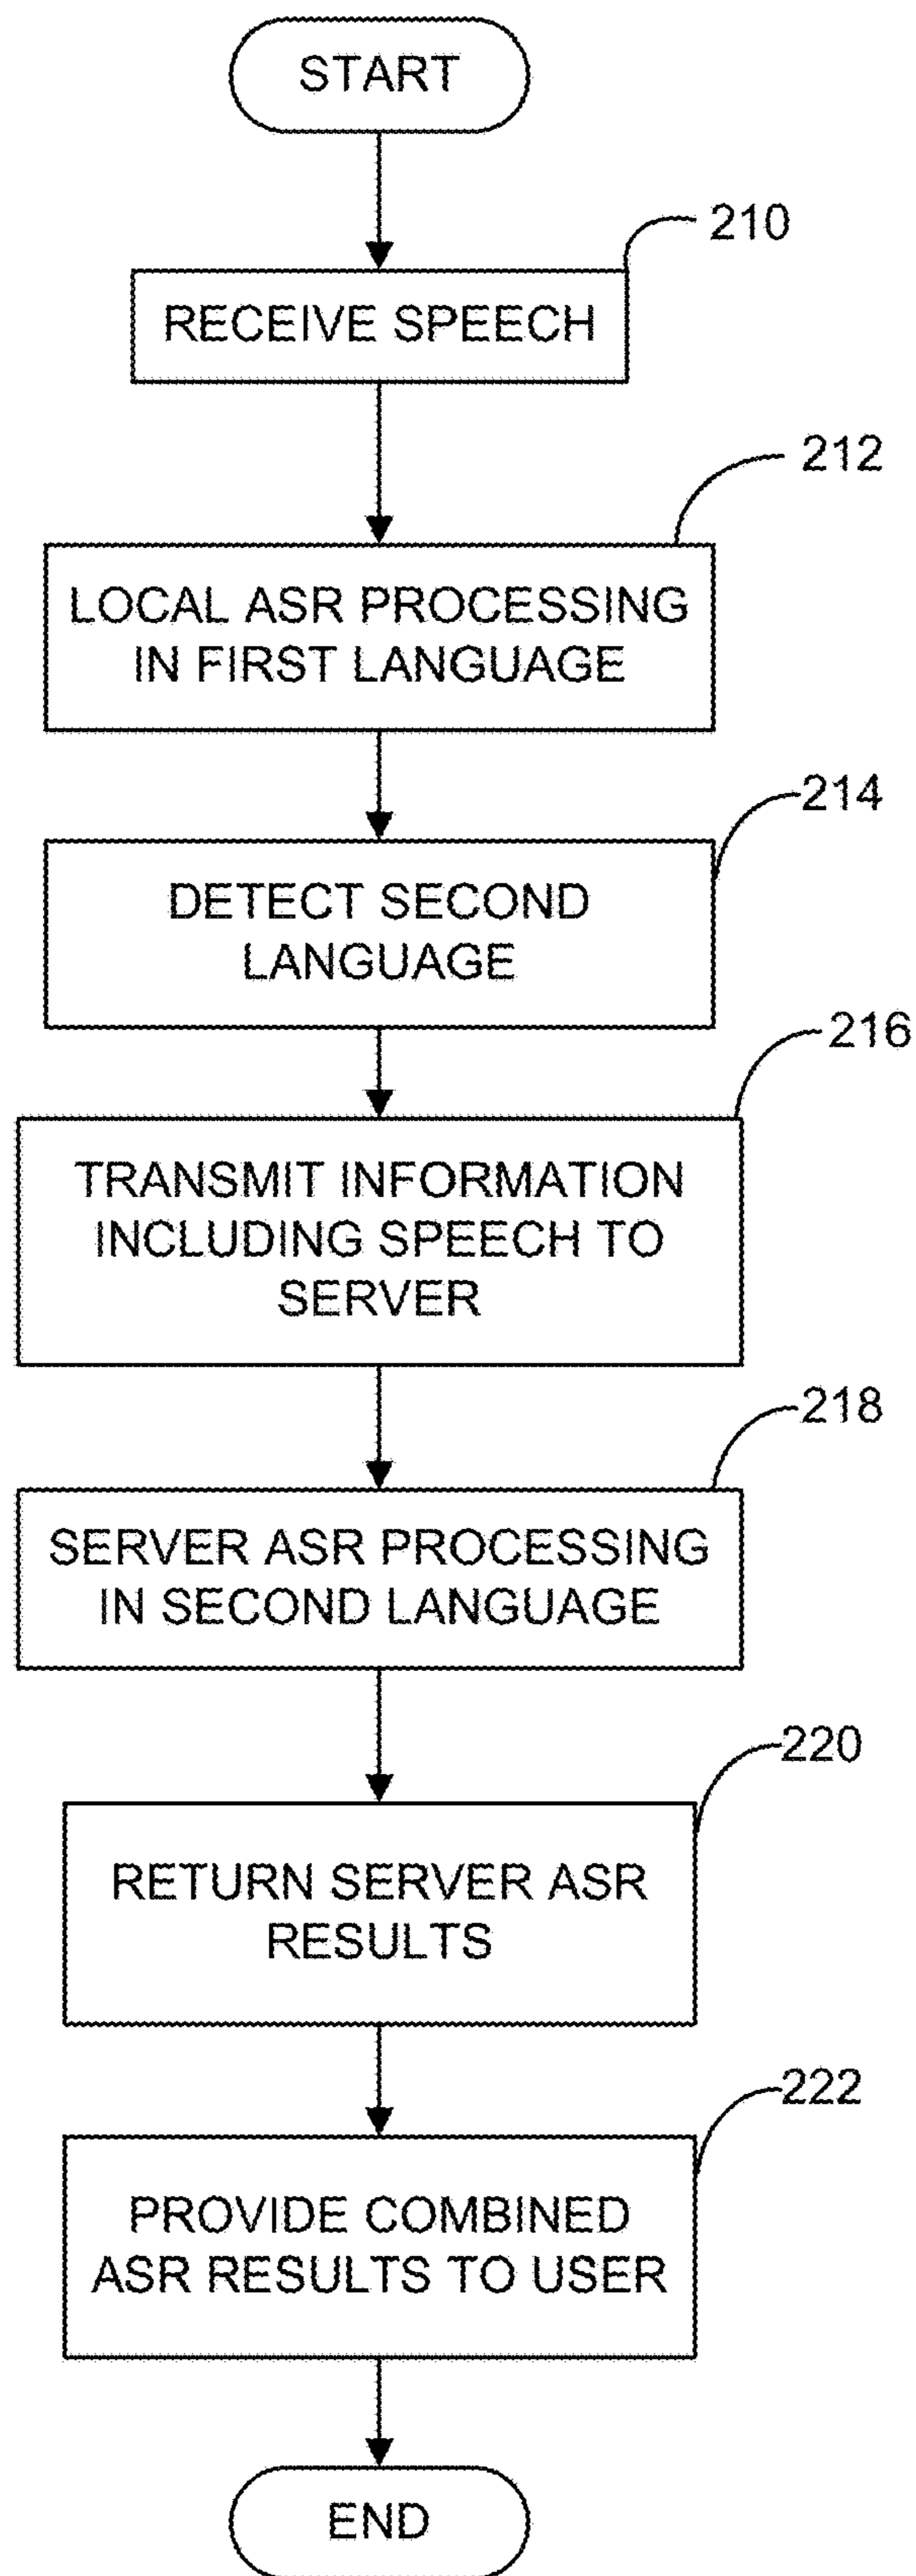 START
210
RECEIVE SPEECH
212
LOCAL ASR PROCESSING
IN FIRST LANGUAGE
214
DETECT SECOND
LANGUAGE
216
TRANSMIT INFORMATION
INCLUDING SPEECH TO
SERVER
218
SERVER ASR PROCESSING
IN SECOND LANGUAGE
220
RETURN SERVER ASR
RESULTS
222
PROVIDE COMBINED
ASR RESULTS TO USER
END